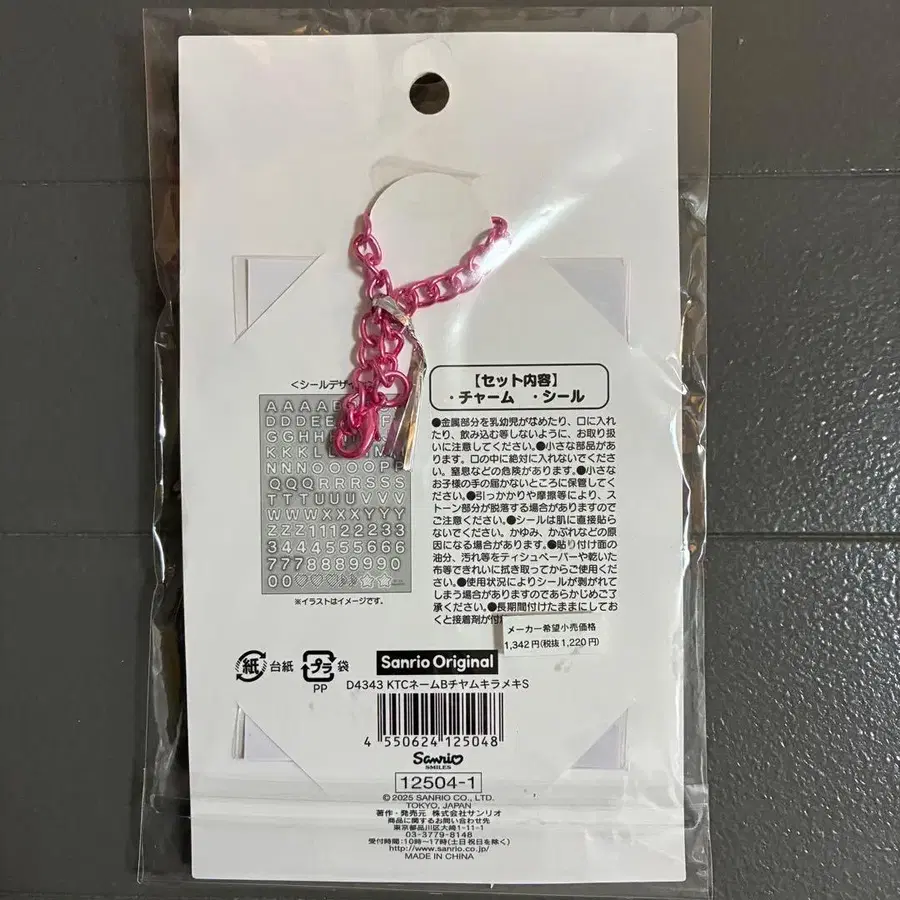 <シールデザイン>
AAAAB
DDDEE F
GGHH
KKL
NNNOOOOPP
QQQRRRSSS
TTTUUUVVV
WWWXXXYYY
ZZZ11122233
34445556666
77788889990
00
※イラストはイメージです。
【セット内容】
・チャーム ・シール
●金属部分を乳幼児がなめたり、口に入れ
たり、飲み込む等しないように、お取り扱
いに注意してください。●小さな部品があ
ります。口の中に絶対に入れないでくださ
い。窒息などの危険があります。●小さな
お子様の手の届かないところに保管してく
ださい。●引っかかりや摩擦等により、ス
トーン部分が脱落する場合がありますので
ご注意ください。●シールは肌に直接貼ら
ないでください。かゆみ、かぶれなどの原
因になる場合があります。●貼り付け面の
油分、汚れ等をティシュペーパーや乾いた
布等できれいに拭き取ってからご使用くだ
さい。●使用状況によりシールが剥がれて
しまう場合がありますのであらかじめご了
承ください。●長期間付けたままにしてお
くと接着剤が付
メーカー希望小売価格
1,342円(税抜1,220円)
紙 台紙 プラ 袋
PP
Sanrio Original
D4343 KTCネームBチヤムキラメキS
4 550624 125048
Sanrio
SMILES
12504-1
© 2025 SANRIO CO., LTD.
TOKYO, JAPAN
著作・発売元 株式会社サンリオ
商品に関するお問い合わせ先
東京都品川区大崎1-11-1
03-3779-8148
受付時間:10時〜17時(土日祝日を除く)
http://www.sanrio.co.jp/
MADE IN CHINA